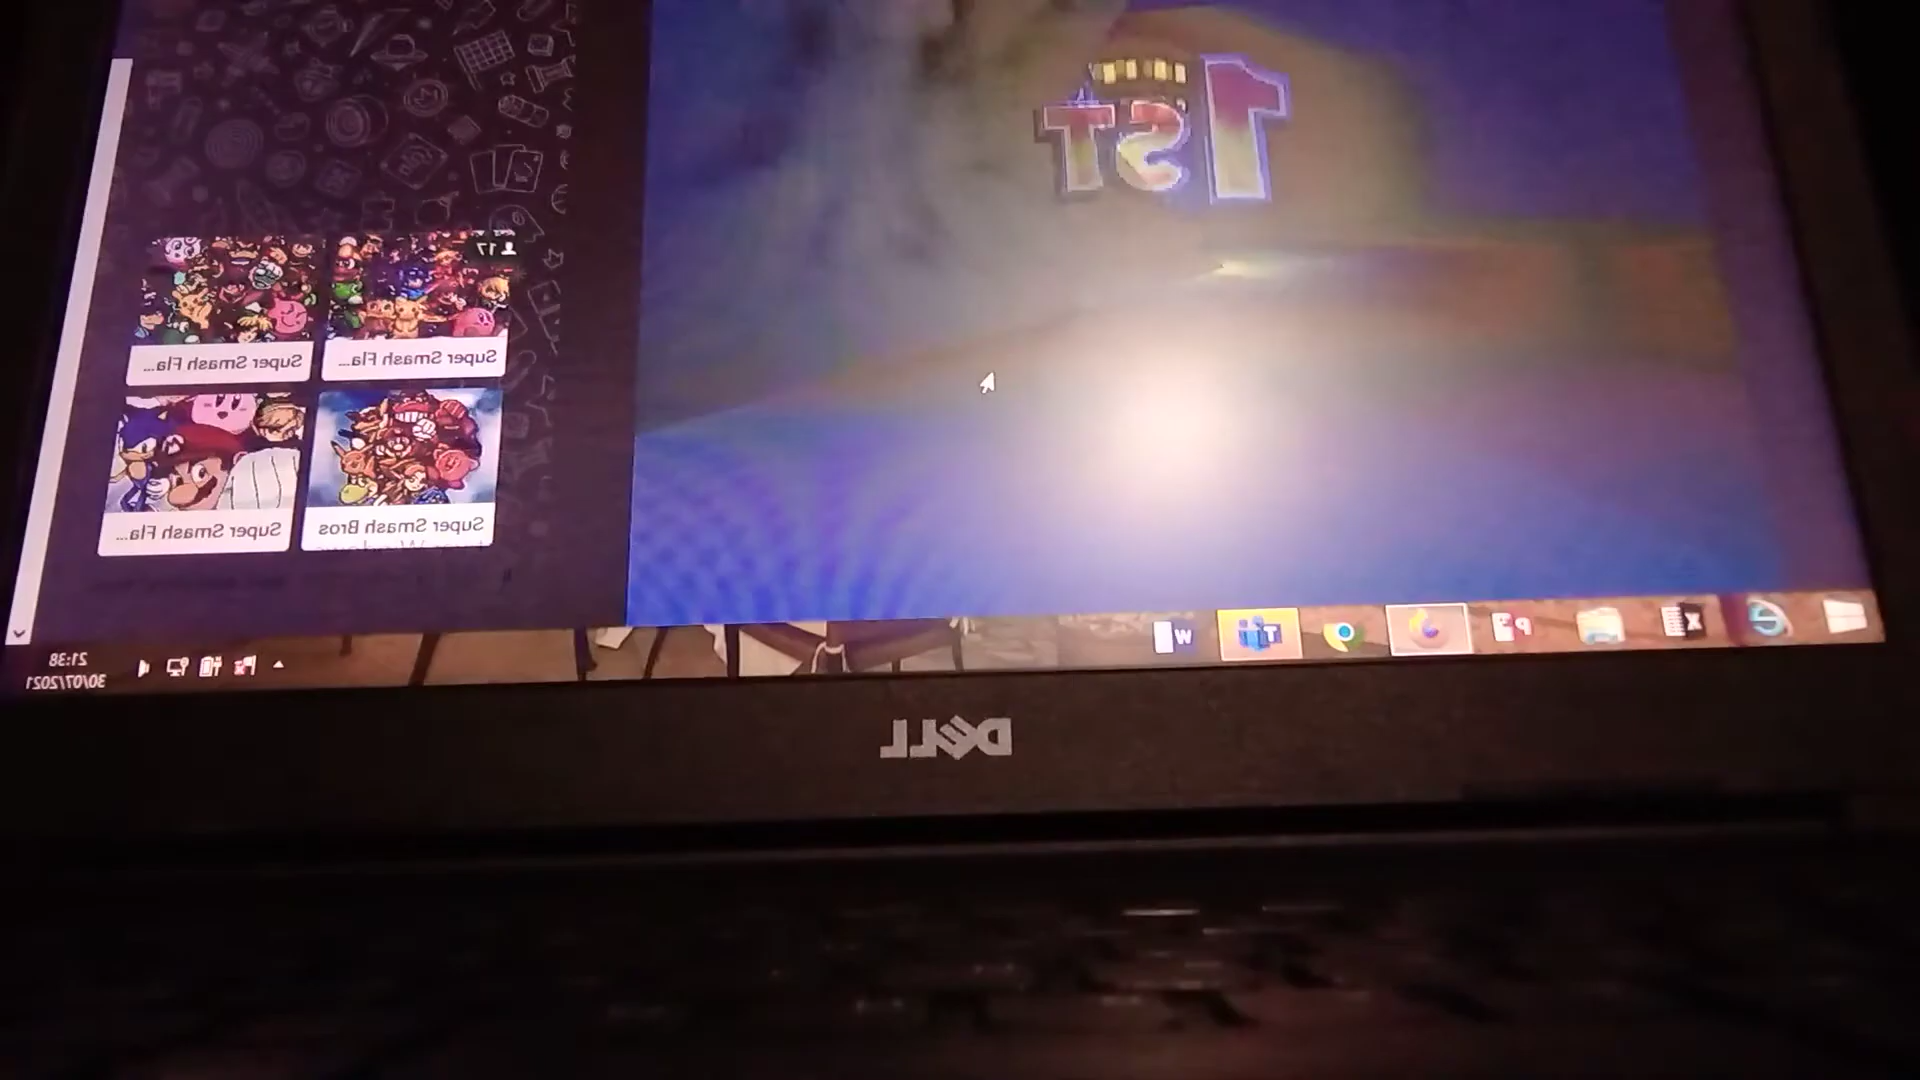 1ST
17
Super Smash Fla...
Super Smash Fla...
Super Smash Bros
Super Smash Fla...
W
T
P
X
21:38
30/07/2021
DELL